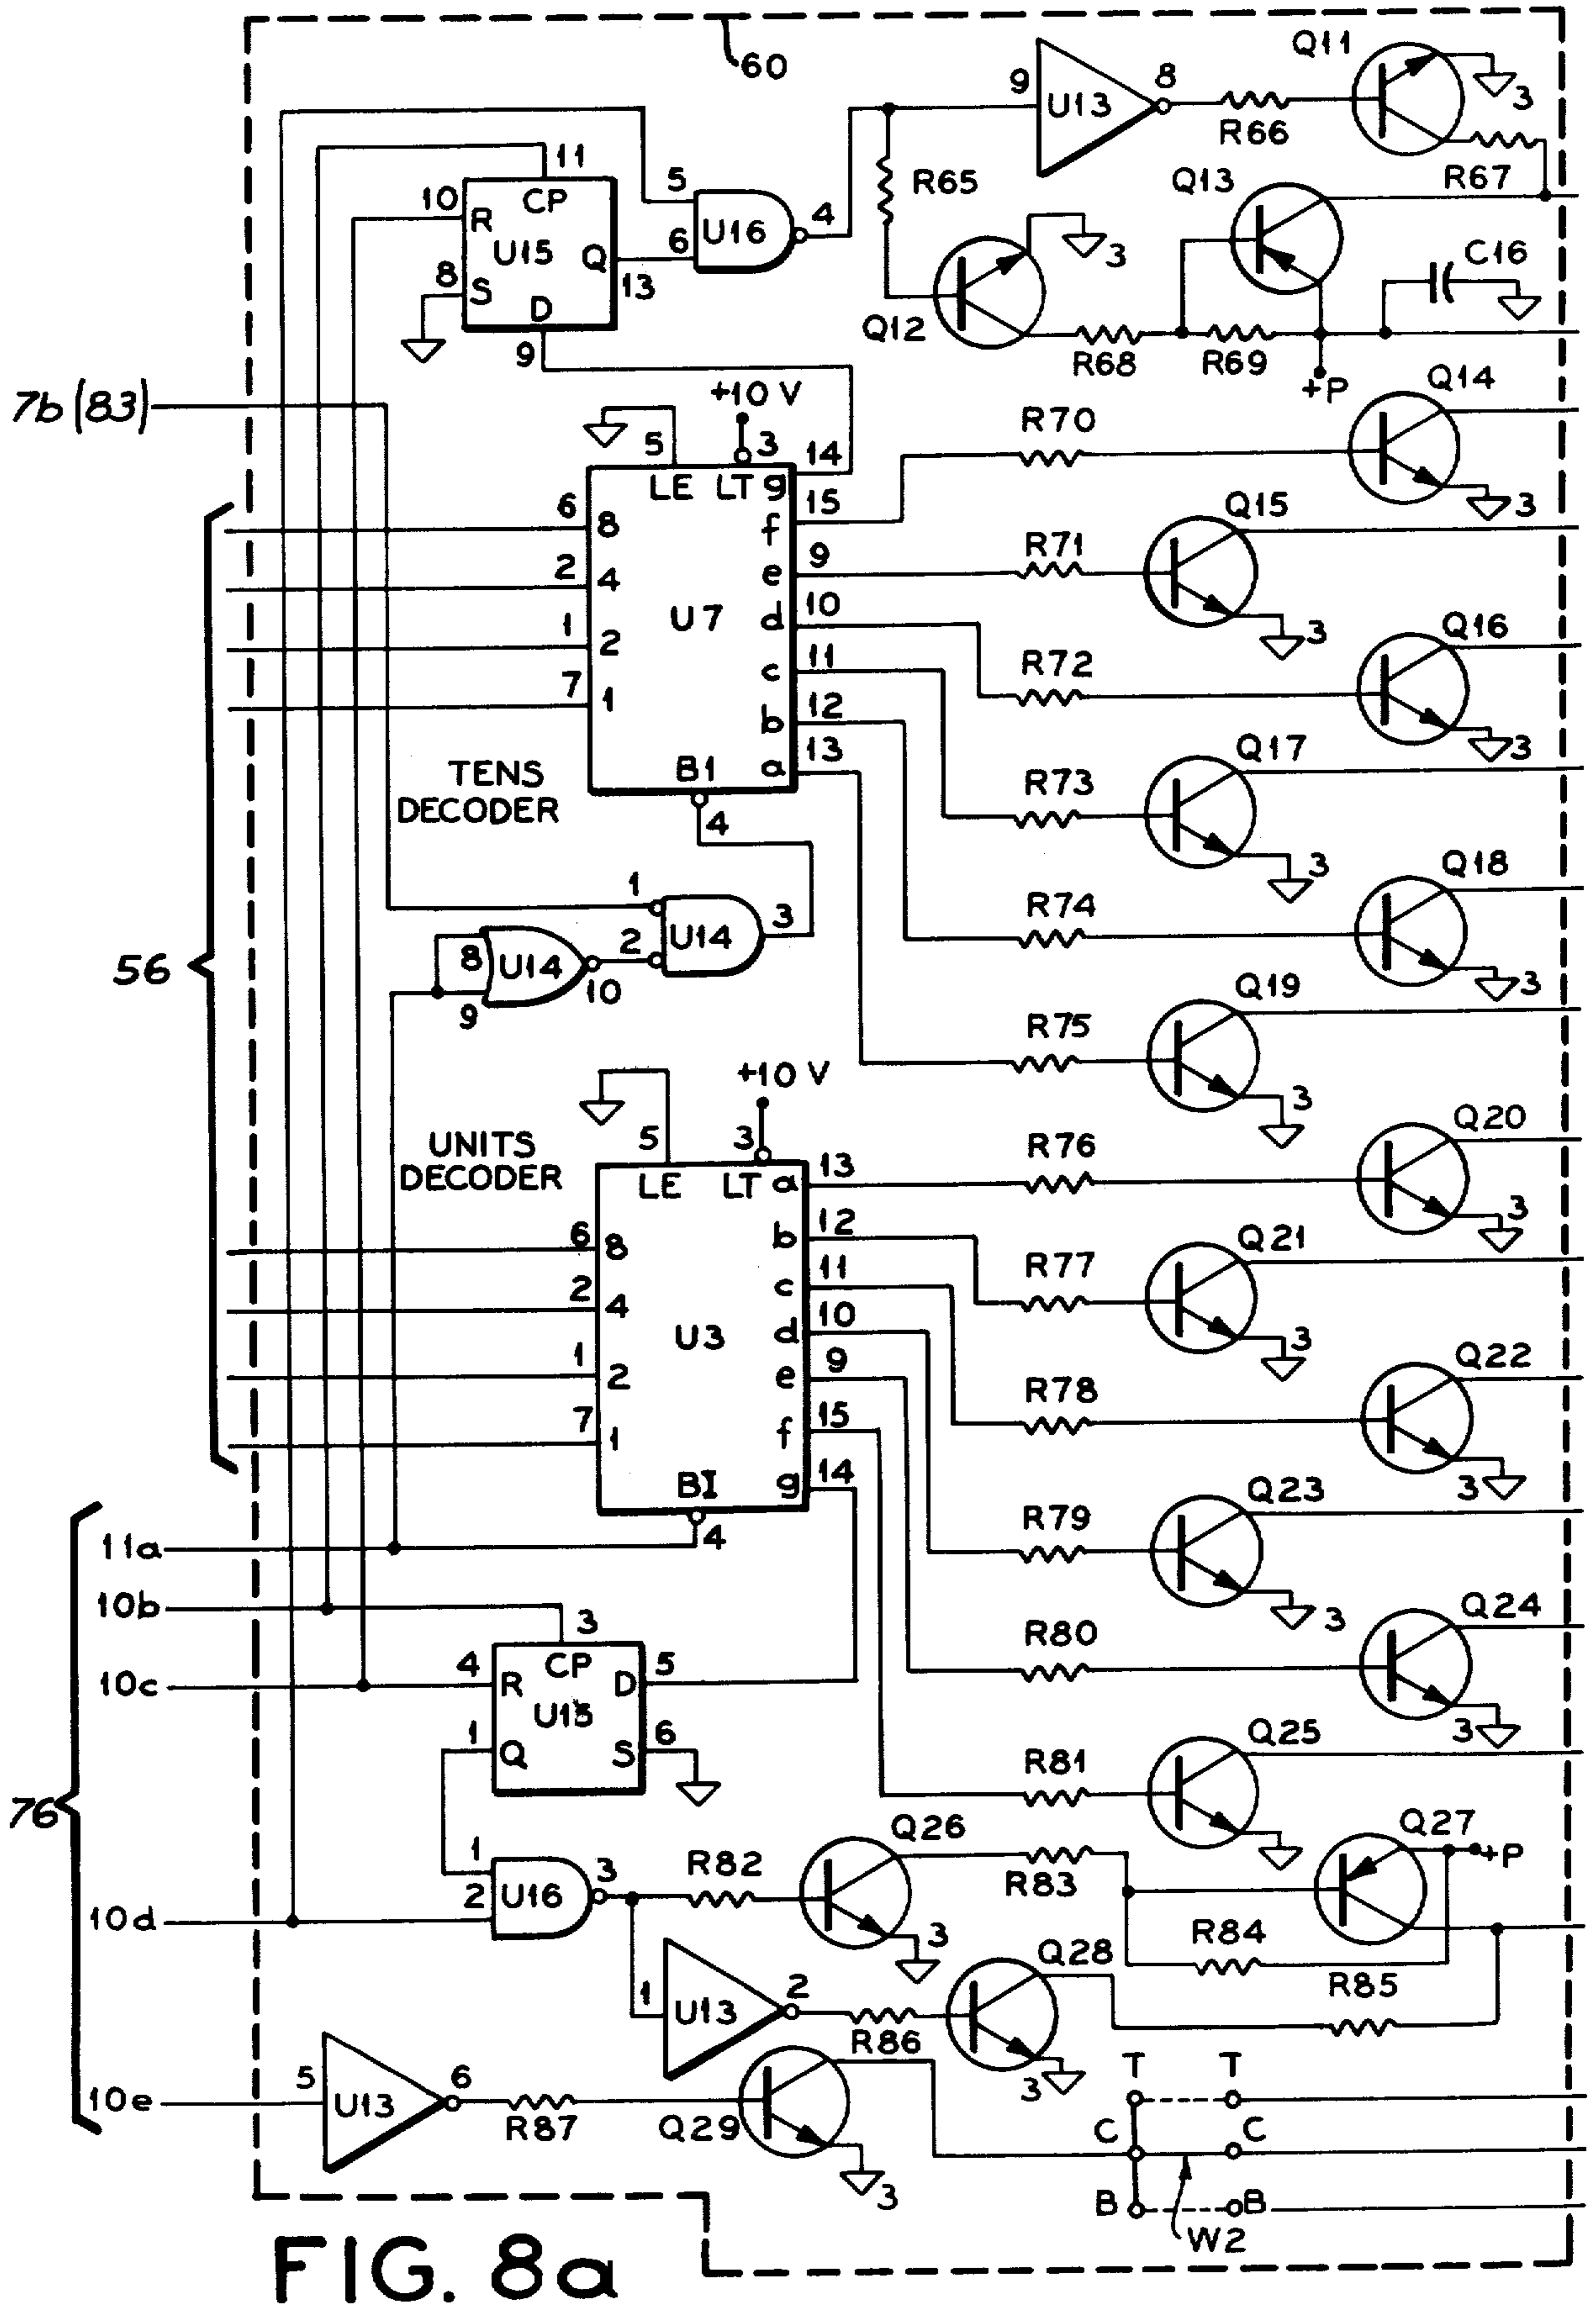 60
Q11
9 U13 8
R66
3
R67
11
CP
10 R
U15
8 S
Q 13
D
9
5
6
U16
4
R65
Q13
3
Q12
R68
R69
C16
+P
7b (83)
+10 V
5
3
14
LE LT g
15
f
9
e
10
d
11
c
12
b
13
a
6 8
2 4
1 2
7 1
U7
B1
4
TENS
DECODER
R70
Q14
3
R71
Q15
3
R72
Q16
3
R73
Q17
3
R74
Q18
3
R75
Q19
3
1
2
U14
3
8
9
U14
10
56
+10 V
UNITS
DECODER
5
3
LE LT a
13
b 12
c 11
d 10
e 9
f 15
g 14
6 8
2 4
1 2
7 1
U3
BI
4
R76
Q20
3
R77
Q21
3
R78
Q22
3
R79
Q23
3
R80
Q24
3
R81
Q25
11a
10b
10c
10d
10e
76
3
CP
4 R
D 5
U15
1 Q
S 6
1
2
U16
3
R82
Q26
3
R83
Q27
+P
R84
R85
1 U13 2
R86
Q28
3
5 U13 6
R87
Q29
3
T T
C C
B B
W2
FIG. 8a